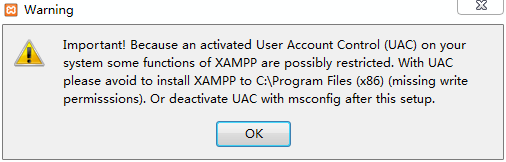 Warning
Important! Because an activated User Account Control (UAC) on your
system some functions of XAMPP are possibly restricted. With UAC
please avoid to install XAMPP to C:\Program Files (x86) (missing write
permisssions). Or deactivate UAC with msconfig after this setup.
OK